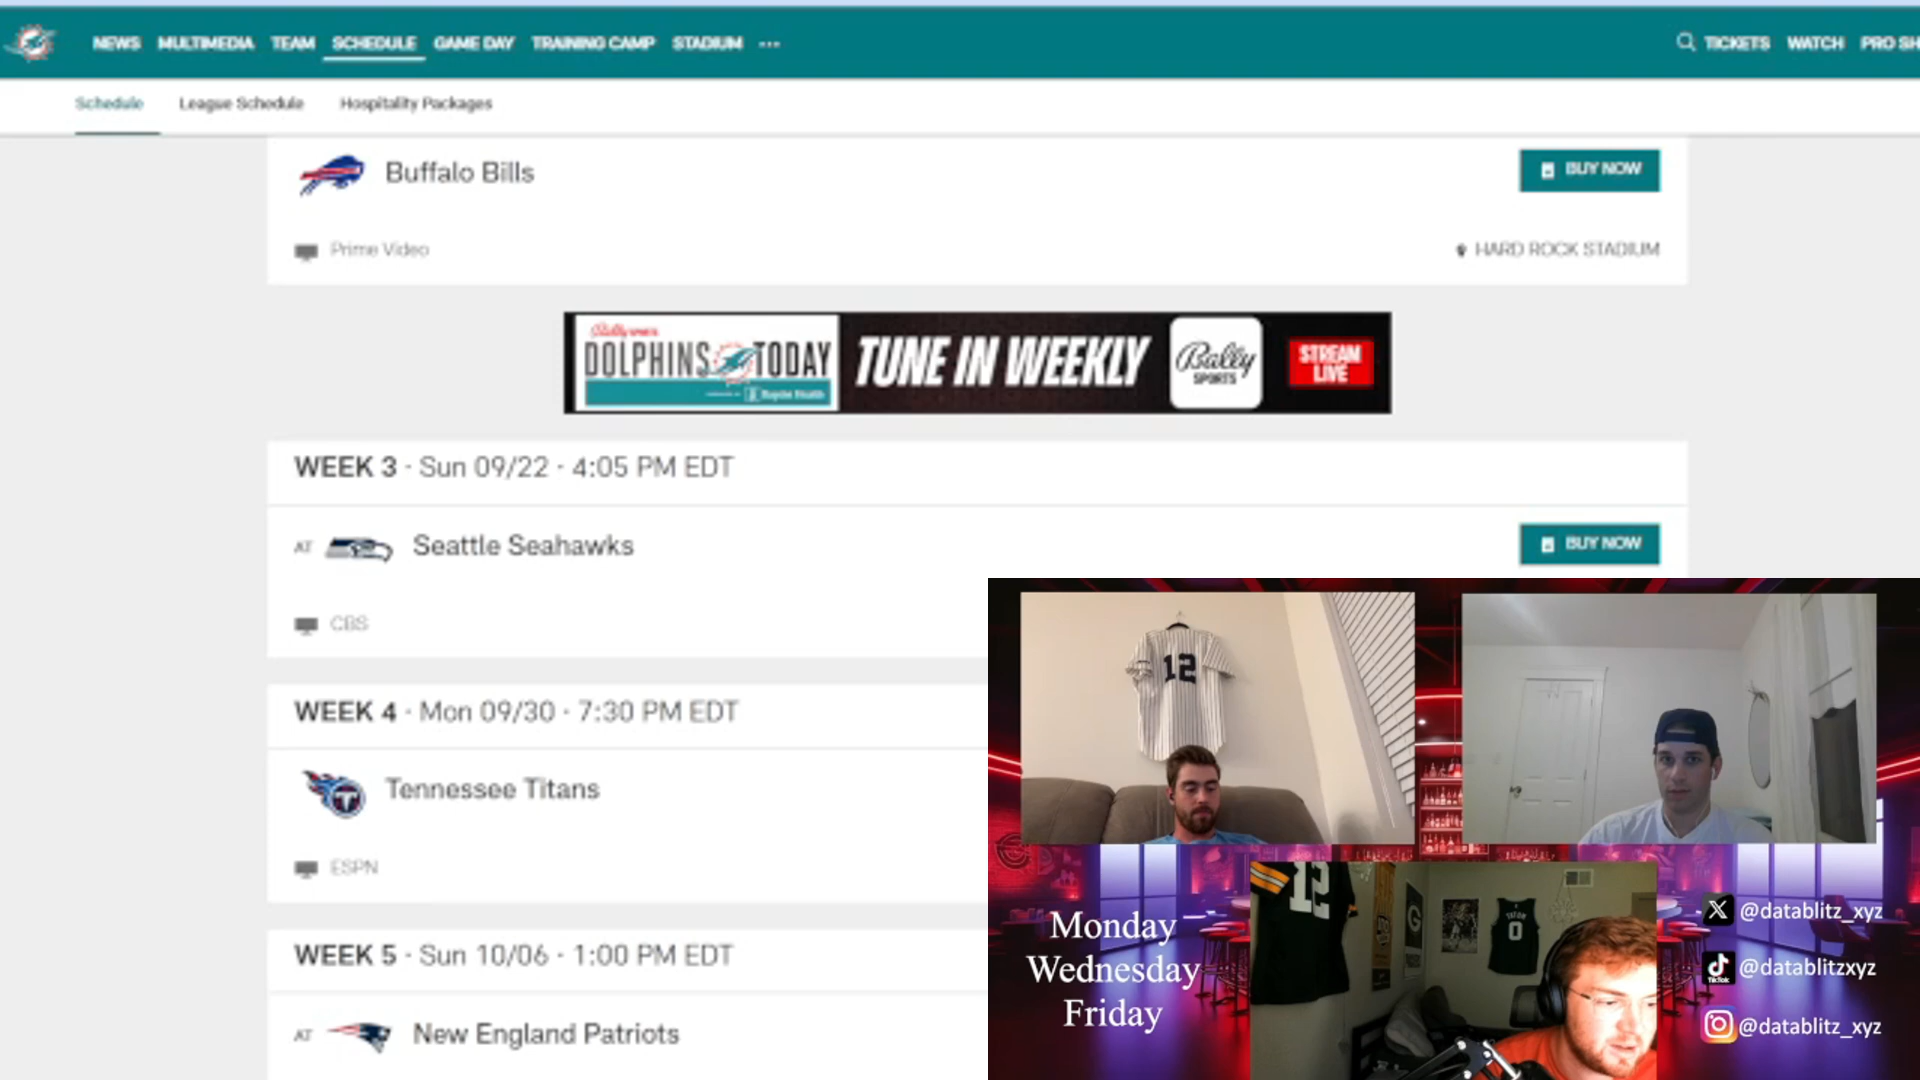 NEWS MULTIMEDIA TEAM SCHEDULE GAME DAY TRAINING CAMP STADIUM ••• TICKETS WATCH PRO SH
Schedule League Schedule Hospitality Packages
Buffalo Bills
BUY NOW
Prime Video
HARD ROCK STADIUM
DOLPHINS TODAY
TUNE IN WEEKLY
Bally
SPORTS
STREAM
LIVE
WEEK 3 · Sun 09/22 · 4:05 PM EDT
AT Seattle Seahawks
BUY NOW
CBS
WEEK 4 · Mon 09/30 · 7:30 PM EDT
Tennessee Titans
ESPN
WEEK 5 · Sun 10/06 · 1:00 PM EDT
AT New England Patriots
12
12
TATUM
0
G
Monday
Wednesday
Friday
X @datablitz_xyz
TikTok @datablitzxyz
@datablitz_xyz